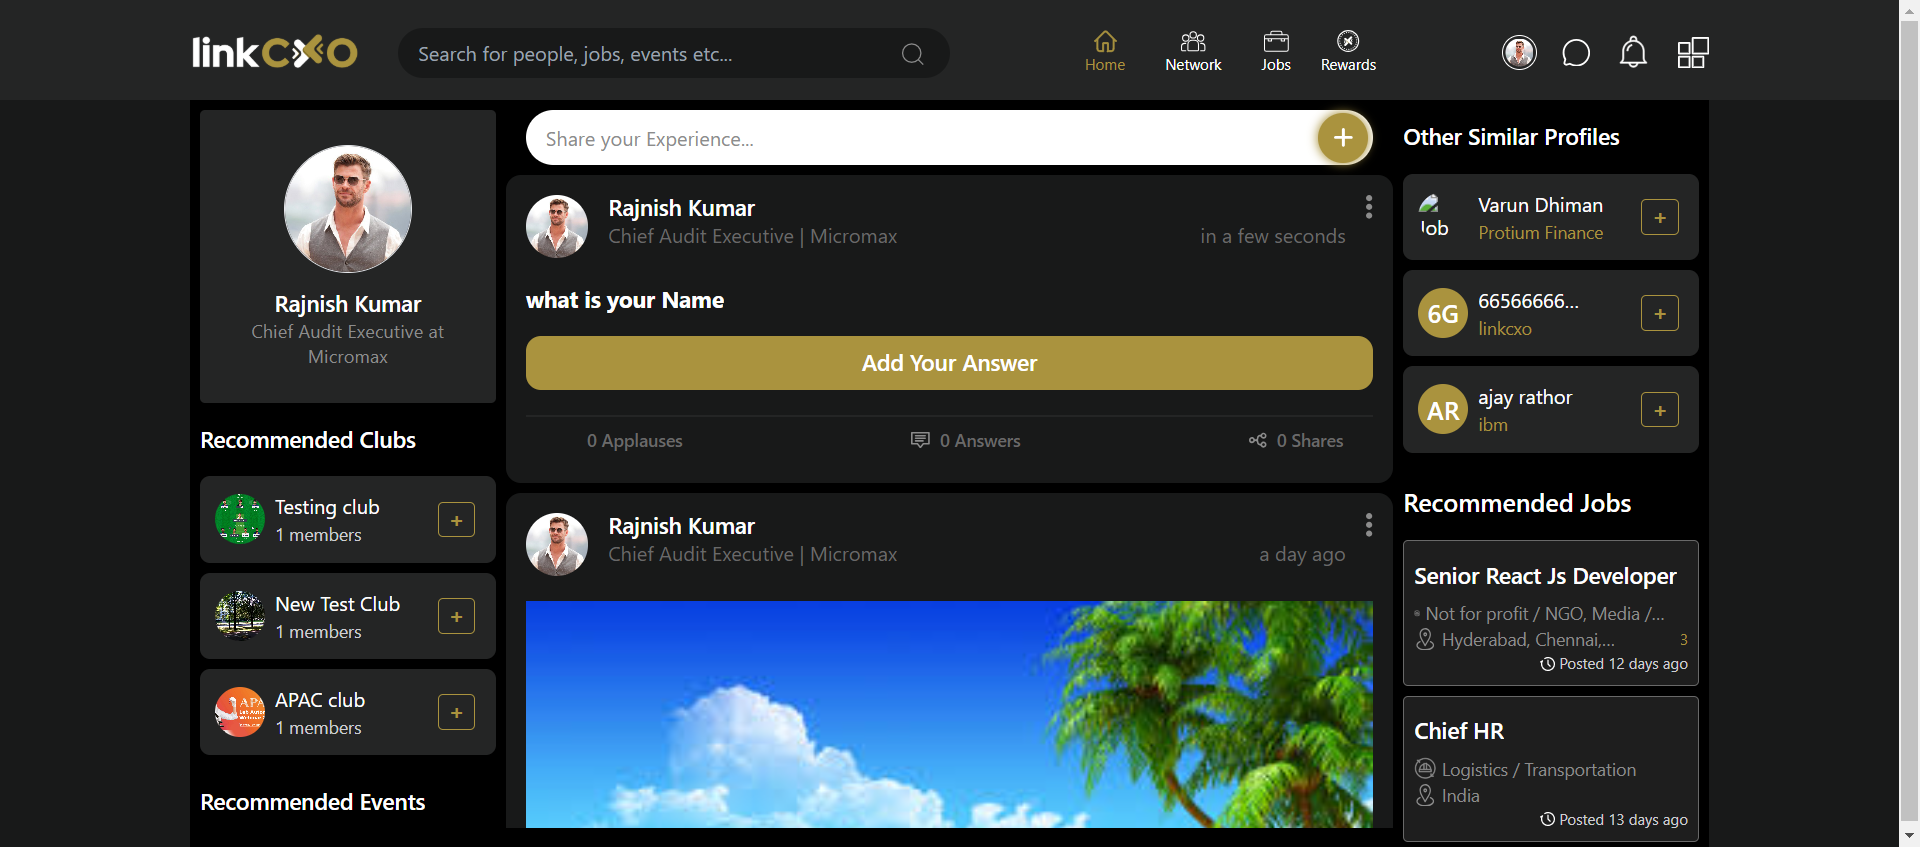 linkcxo
Search for people, jobs, events etc...
Home
Network
Jobs
Rewards
Rajnish Kumar
Chief Audit Executive at
Micromax
Recommended Clubs
Testing club
1 members
New Test Club
1 members
APAC club
1 members
Recommended Events
Share your Experience...
Rajnish Kumar
Chief Audit Executive | Micromax
in a few seconds
what is your Name
Add Your Answer
0 Applauses
0 Answers
0 Shares
Rajnish Kumar
Chief Audit Executive | Micromax
a day ago
Other Similar Profiles
Varun Dhiman
Protium Finance
6G
66566666...
linkcxo
AR
ajay rathor
ibm
Recommended Jobs
Senior React Js Developer
Not for profit / NGO, Media /...
Hyderabad, Chennai,...
3
Posted 12 days ago
Chief HR
Logistics / Transportation
India
Posted 13 days ago